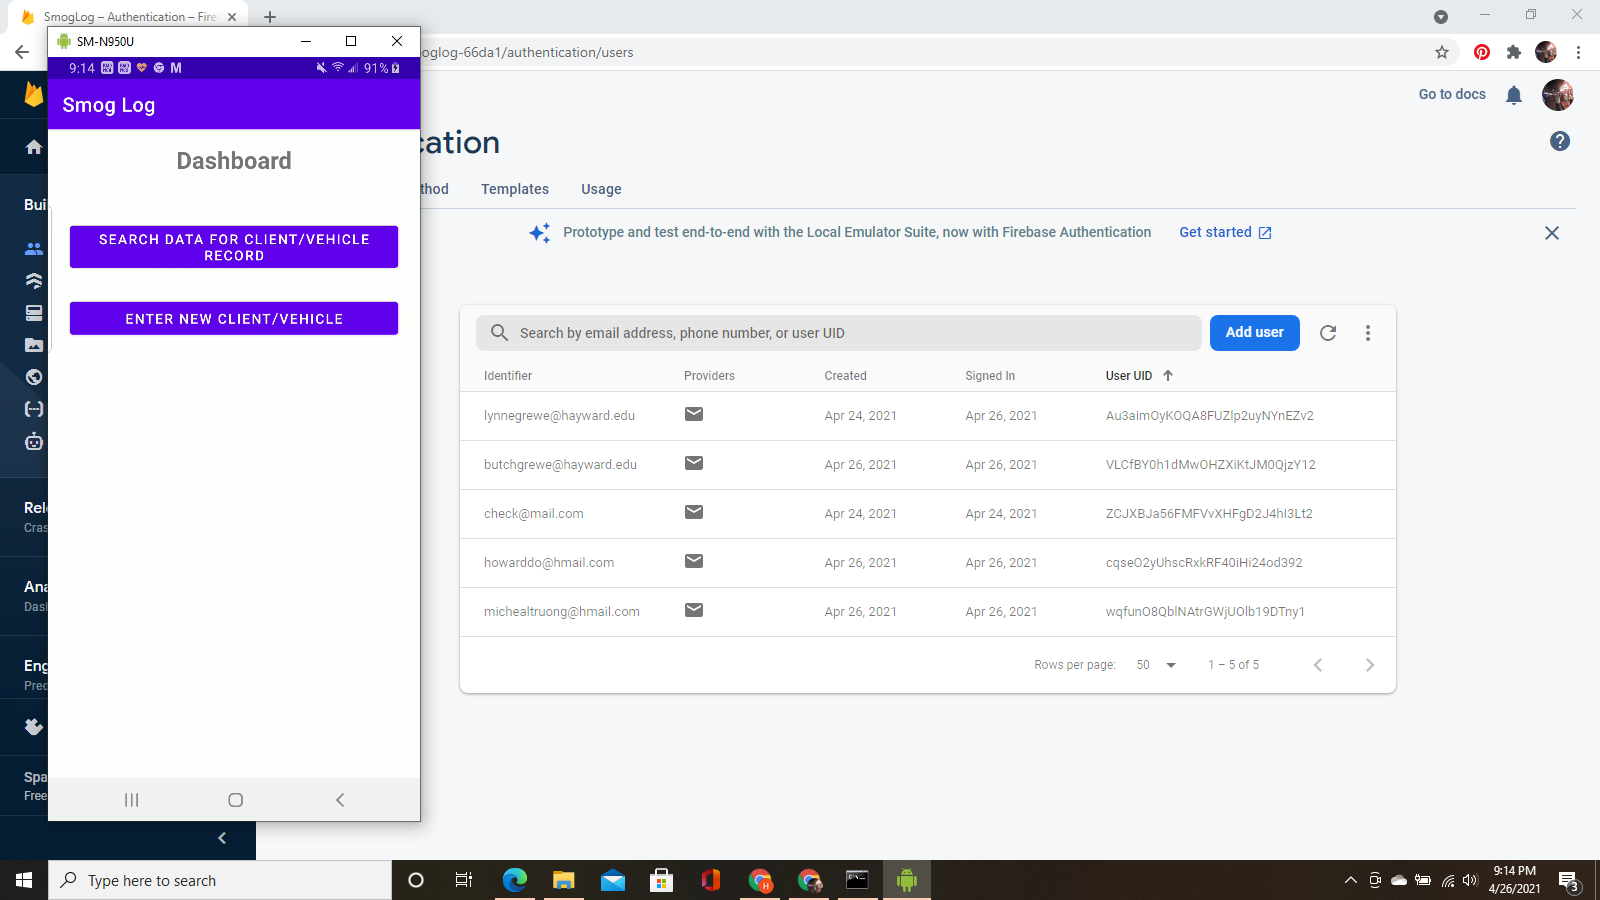 SmogLog – Authentication – Fire
SM-N950U
oglog-66da1/authentication/users
9:14
M
91%
Smog Log
Go to docs
cation
Dashboard
thod
Templates
Usage
Prototype and test end-to-end with the Local Emulator Suite, now with Firebase Authentication
Get started
SEARCH DATA FOR CLIENT/VEHICLE
RECORD
ENTER NEW CLIENT/VEHICLE
Search by email address, phone number, or user UID
Add user
Identifier
Providers
Created
Signed In
User UID
lynnegrewe@hayward.edu
Apr 24, 2021
Apr 26, 2021
Au3aimOyKOQA8FUZlp2uyNYnEZv2
butchgrewe@hayward.edu
Apr 26, 2021
Apr 26, 2021
VLCfBY0h1dMwOHZXiKtJM0QjzY12
check@mail.com
Apr 24, 2021
Apr 24, 2021
ZCJXBJa56FMFVvXHFgD2J4hI3Lt2
howarddo@hmail.com
Apr 26, 2021
Apr 26, 2021
cqseO2yUhscRxkRF40iHi24od392
michealtruong@hmail.com
Apr 26, 2021
Apr 26, 2021
wqfunO8QblNAtrGWjUOlb19DTny1
Rows per page:
50
1 – 5 of 5
Bui
Rel
Cras
Ana
Dasl
Eng
Prec
Spa
Free
Type here to search
H
9:14 PM
4/26/2021
3